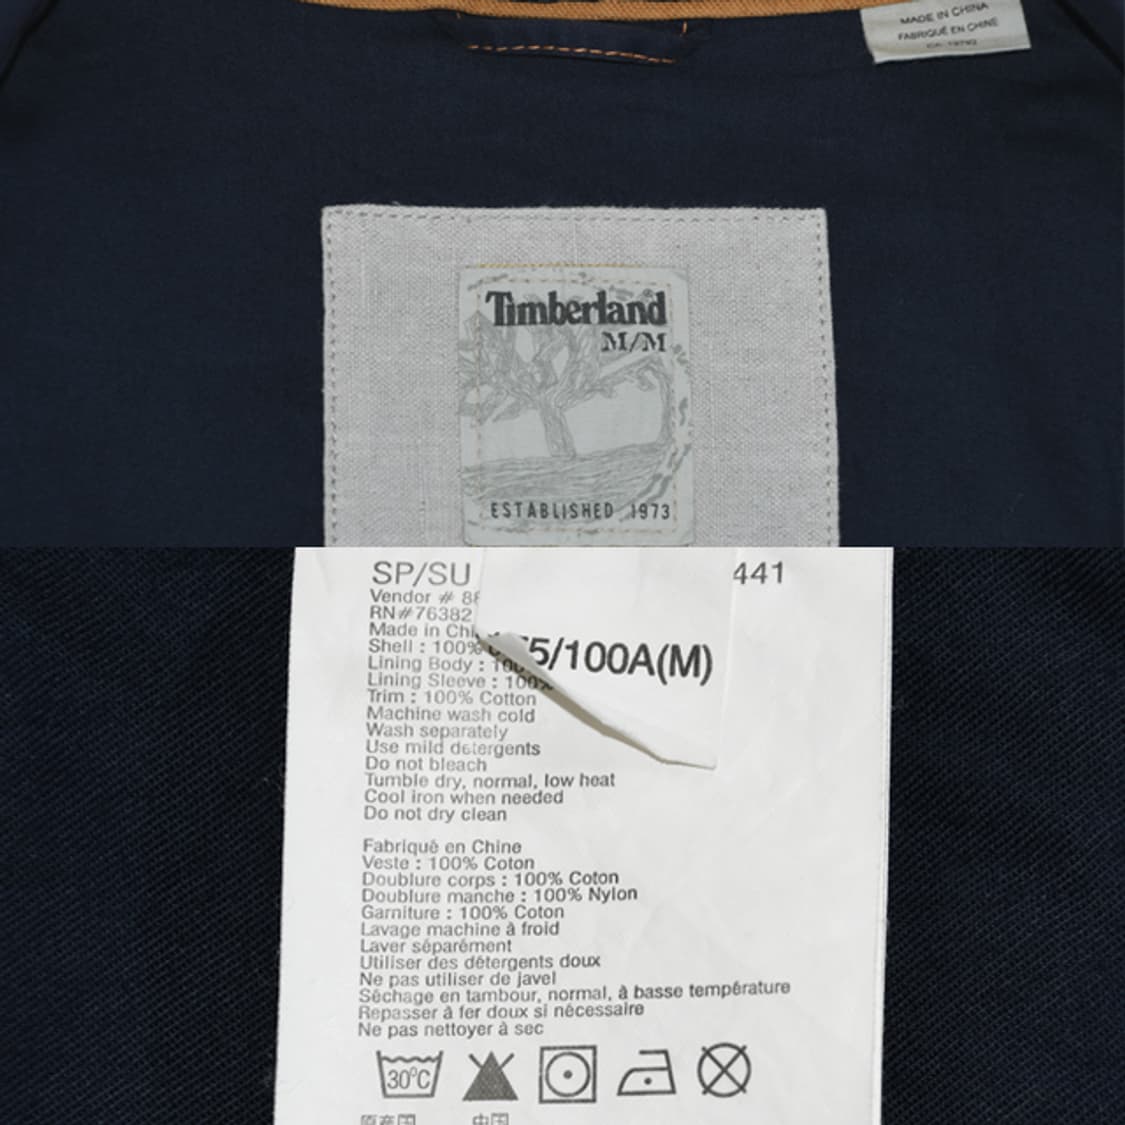 MADE IN CHINA
FABRIQUÉ EN CHINE
Timberland
M/M
ESTABLISHED 1973
SP/SU 441
Vendor #
RN#76382
Made in
5/100A(M)
Shell : 100%
Lining Body :
Lining Sleeve : 100%
Trim : 100% Cotton
Machine wash cold
Wash separately
Use mild detergents
Do not bleach
Tumble dry, normal, low heat
Cool iron when needed
Do not dry clean
Fabriqué en Chine
Veste : 100% Coton
Doublure corps : 100% Coton
Doublure manche : 100% Nylon
Garniture : 100% Coton
Lavage machine à froid
Laver séparément
Utiliser des détergents doux
Ne pas utiliser de javel
Séchage en tambour, normal, à basse température
Repasser à fer doux si nécessaire
Ne pas nettoyer à sec
30°C